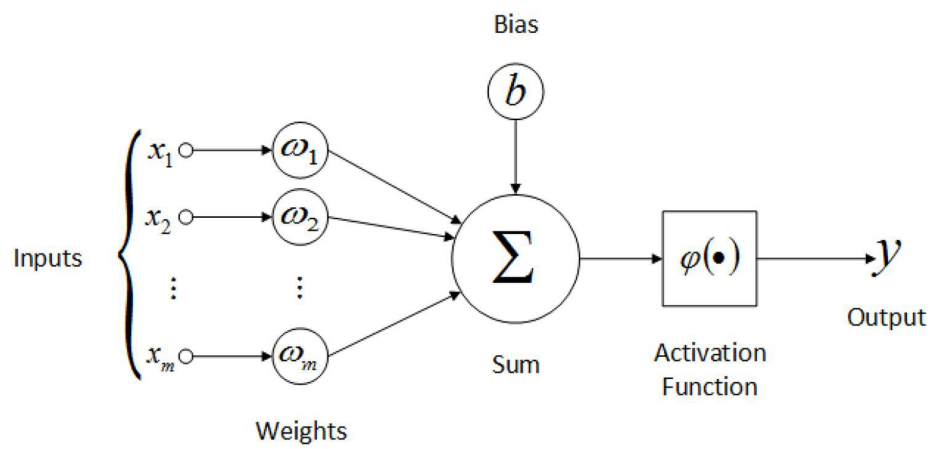 Bias
b
x₁ ω₁
x₂ ω₂
Inputs
⋮ ⋮
Σ
φ(•)
y
Output
xₘ ωₘ
Sum
Activation
Function
Weights